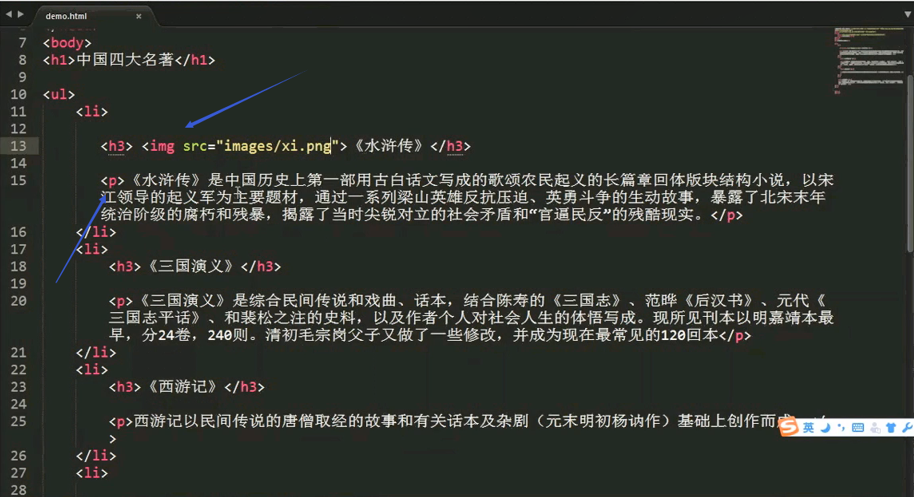 demo.html ×
7 <body>
8 <h1>中国四大名著</h1>
9
10 <ul>
11 <li>
12
13 <h3> <img src="images/xi.png">《水浒传》</h3>
14
15 <p>《水浒传》是中国历史上第一部用古白话文写成的歌颂农民起义的长篇章回体版块结构小说，以宋
江领导的起义军为主要题材，通过一系列梁山英雄反抗压迫、英勇斗争的生动故事，暴露了北宋末年
统治阶级的腐朽和残暴，揭露了当时尖锐对立的社会矛盾和“官逼民反”的残酷现实。</p>
16 </li>
17 <li>
18 <h3>《三国演义》</h3>
19
20 <p>《三国演义》是综合民间传说和戏曲、话本，结合陈寿的《三国志》、范晔《后汉书》、元代《
三国志平话》、和裴松之注的史料，以及作者个人对社会人生的体悟写成。现所见刊本以明嘉靖本最
早，分24卷，240则。清初毛宗岗父子又做了一些修改，并成为现在最常见的120回本</p>
21 </li>
22 <li>
23 <h3>《西游记》</h3>
24
25 <p>西游记以民间传说的唐僧取经的故事和有关话本及杂剧（元末明初杨讷作）基础上创作而成
>
26 </li>
27 <li>
28
英